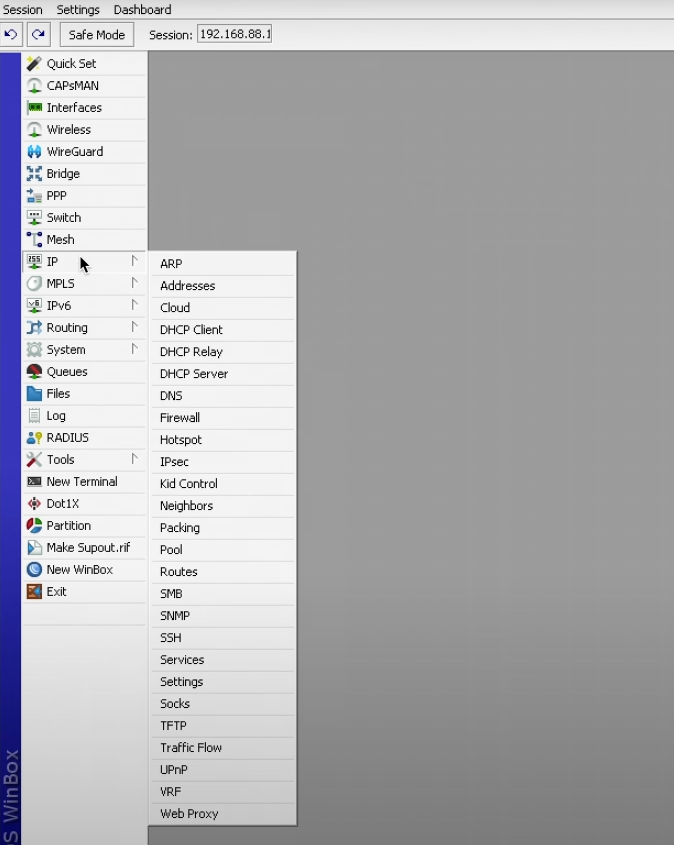 Session Settings Dashboard
Safe Mode Session: 192.168.88.1
Quick Set
CAPsMAN
Interfaces
Wireless
WireGuard
Bridge
PPP
Switch
Mesh
IP
MPLS
IPv6
Routing
System
Queues
Files
Log
RADIUS
Tools
New Terminal
Dot1X
Partition
Make Supout.rif
New WinBox
Exit
ARP
Addresses
Cloud
DHCP Client
DHCP Relay
DHCP Server
DNS
Firewall
Hotspot
IPsec
Kid Control
Neighbors
Packing
Pool
Routes
SMB
SNMP
SSH
Services
Settings
Socks
TFTP
Traffic Flow
UPnP
VRF
Web Proxy
S WinBox